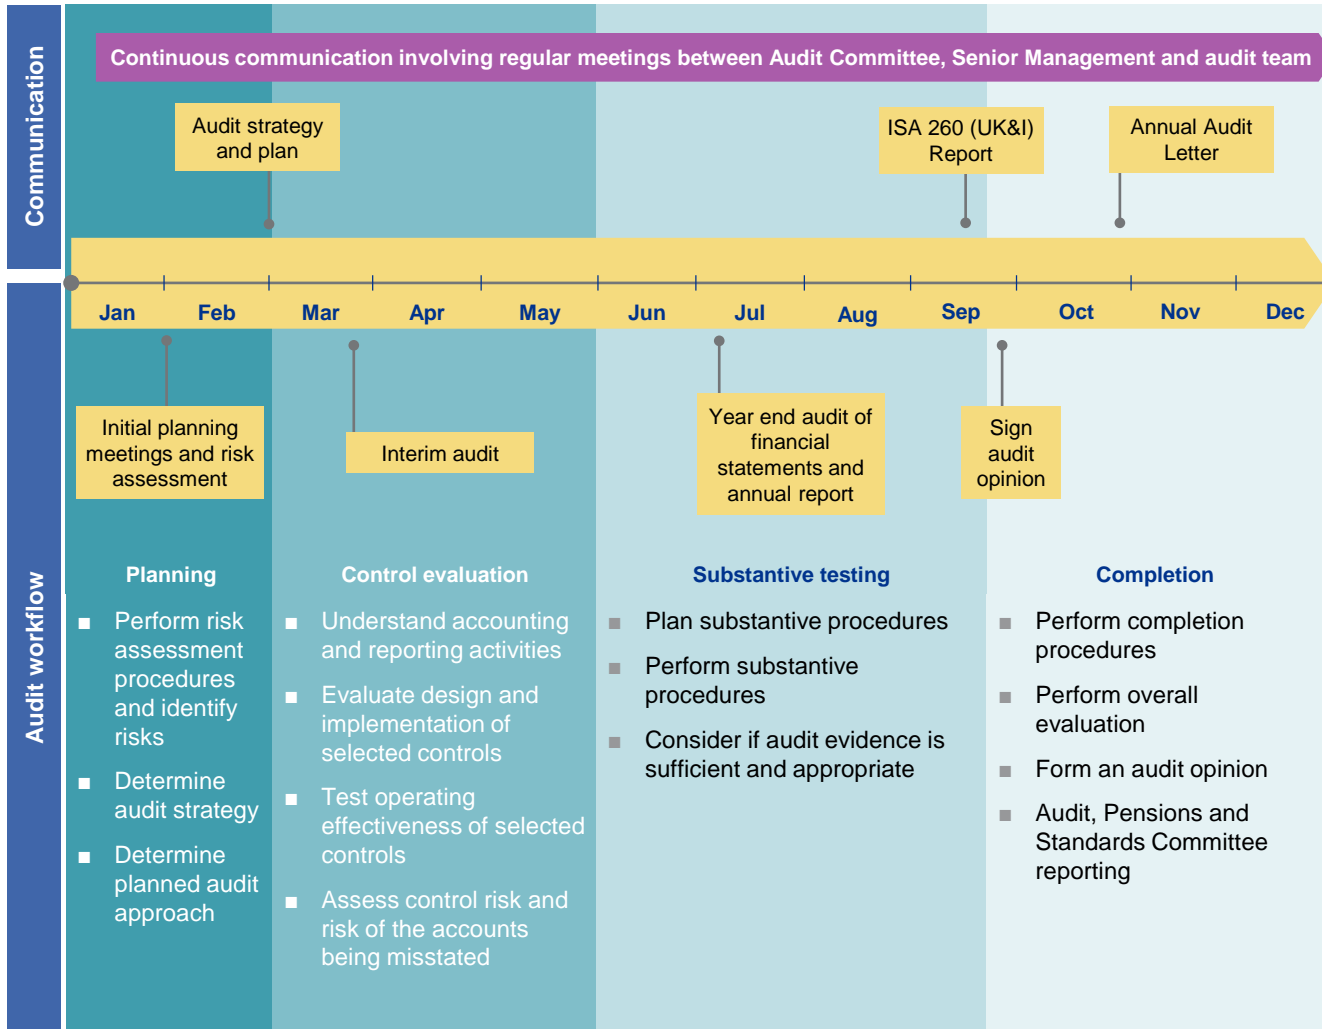 Communication
Continuous communication involving regular meetings between Audit Committee, Senior Management and audit team
Audit strategy
and plan
ISA 260 (UK&I)
Report
Annual Audit
Letter
Jan Feb Mar Apr May Jun Jul Aug Sep Oct Nov Dec
Audit workflow
Initial planning
meetings and risk
assessment
Interim audit
Year end audit of
financial
statements and
annual report
Sign
audit
opinion
Planning
■ Perform risk
assessment
procedures
and identify
risks
■ Determine
audit strategy
■ Determine
planned audit
approach
Control evaluation
■ Understand accounting
and reporting activities
■ Evaluate design and
implementation of
selected controls
■ Test operating
effectiveness of selected
controls
■ Assess control risk and
risk of the accounts
being misstated
Substantive testing
■ Plan substantive procedures
■ Perform substantive
procedures
■ Consider if audit evidence is
sufficient and appropriate
Completion
■ Perform completion
procedures
■ Perform overall
evaluation
■ Form an audit opinion
■ Audit, Pensions and
Standards Committee
reporting